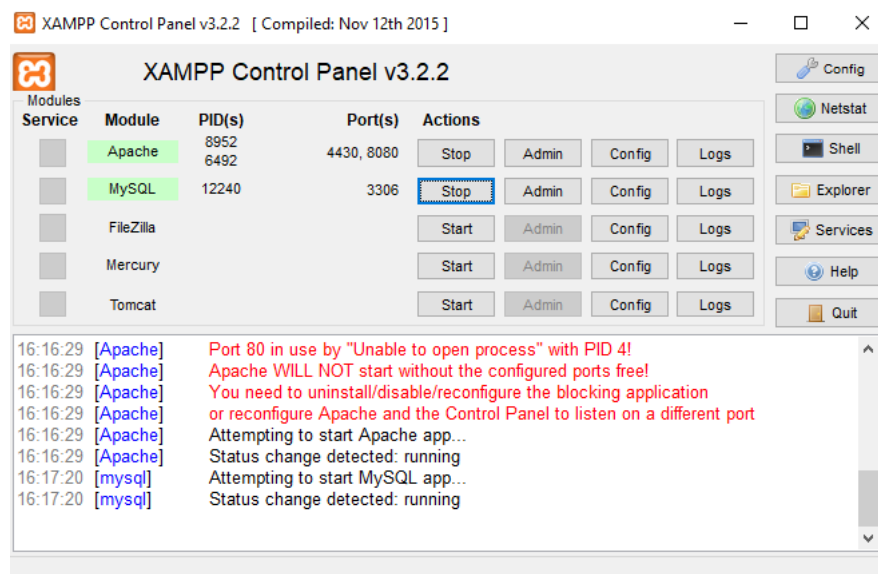 XAMPP Control Panel v3.2.2 [ Compiled: Nov 12th 2015 ]
XAMPP Control Panel v3.2.2
Config
Modules
Service Module PID(s) Port(s) Actions
Netstat
Apache 8952 6492 4430, 8080 Stop Admin Config Logs
Shell
MySQL 12240 3306 Stop Admin Config Logs
Explorer
FileZilla Start Admin Config Logs
Services
Mercury Start Admin Config Logs
Help
Tomcat Start Admin Config Logs
Quit
16:16:29 [Apache] Port 80 in use by "Unable to open process" with PID 4!
16:16:29 [Apache] Apache WILL NOT start without the configured ports free!
16:16:29 [Apache] You need to uninstall/disable/reconfigure the blocking application
16:16:29 [Apache] or reconfigure Apache and the Control Panel to listen on a different port
16:16:29 [Apache] Attempting to start Apache app...
16:16:29 [Apache] Status change detected: running
16:17:20 [mysql] Attempting to start MySQL app...
16:17:20 [mysql] Status change detected: running